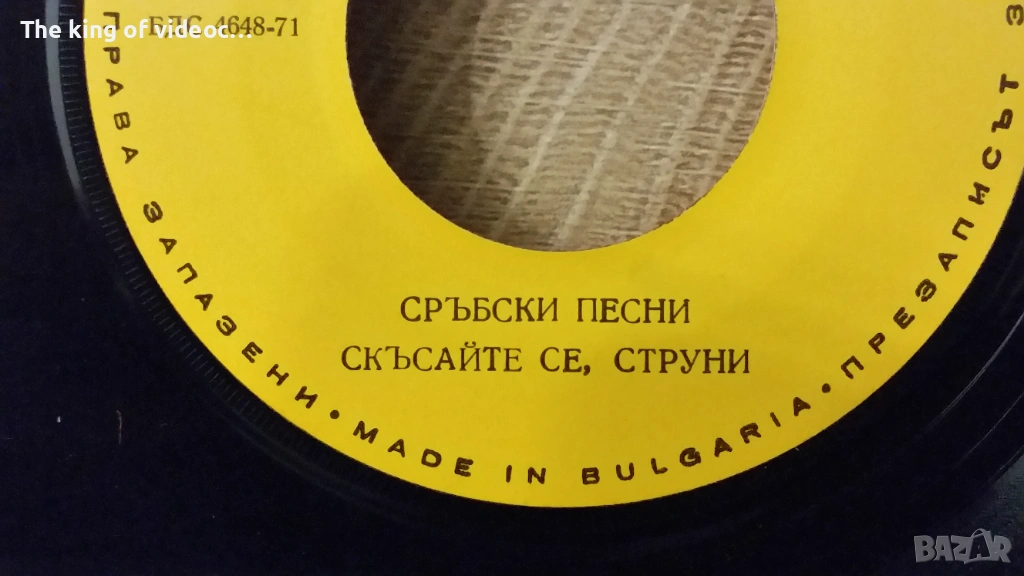 The king of videoc...
БДС 4648-71
ПРАВА ЗАПАЗЕНИ • MADE IN BULGARIA • ПРЕЗАПИСЪТ З
СРЪБСКИ ПЕСНИ
СКЪСАЙТЕ СЕ, СТРУНИ
BAZAR